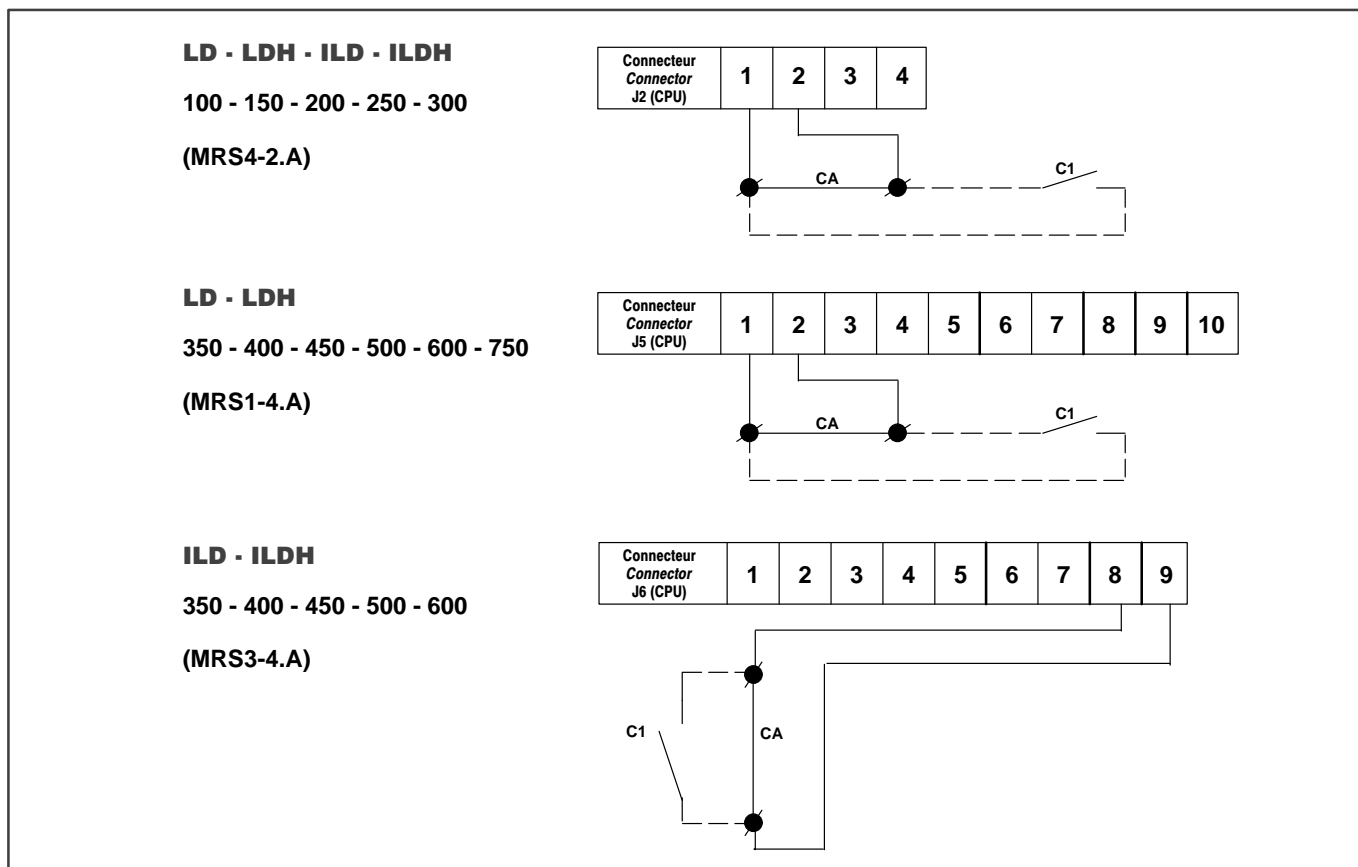 LD - LDH - ILD - ILDH
100 - 150 - 200 - 250 - 300
(MRS4-2.A)
Connecteur
Connector
J2 (CPU)
1 2 3 4
CA
C1
LD - LDH
350 - 400 - 450 - 500 - 600 - 750
(MRS1-4.A)
Connecteur
Connector
J5 (CPU)
1 2 3 4 5 6 7 8 9 10
CA
C1
ILD - ILDH
350 - 400 - 450 - 500 - 600
(MRS3-4.A)
Connecteur
Connector
J6 (CPU)
1 2 3 4 5 6 7 8 9
C1
CA